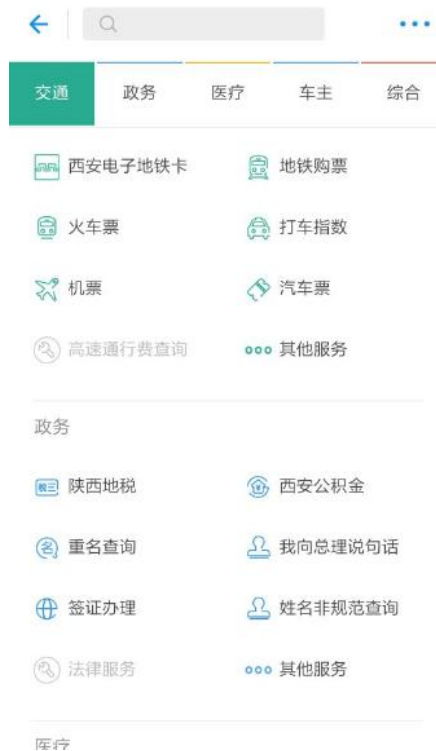 交通 政务 医疗 车主 综合
西安电子地铁卡 地铁购票
火车票 打车指数
机票 汽车票
高速通行费查询 其他服务
政务
陕西地税 西安公积金
重名查询 我向总理说句话
签证办理 姓名非规范查询
法律服务 其他服务
医疗